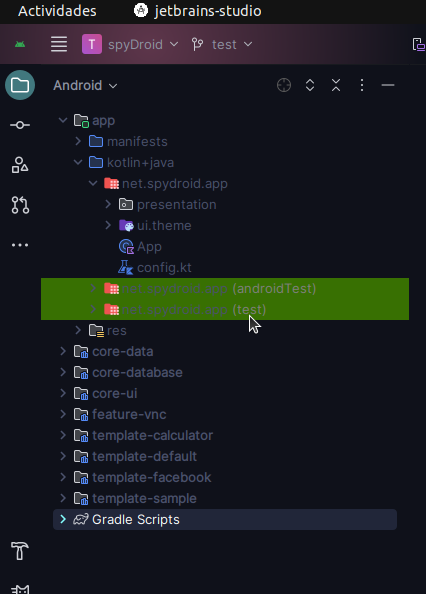 Actividades jetbrains-studio
T spyDroid test
Android
app
manifests
kotlin+java
net.spydroid.app
presentation
ui.theme
App
config.kt
net.spydroid.app (androidTest)
net.spydroid.app (test)
res
core-data
core-database
core-ui
feature-vnc
template-calculator
template-default
template-facebook
template-sample
Gradle Scripts